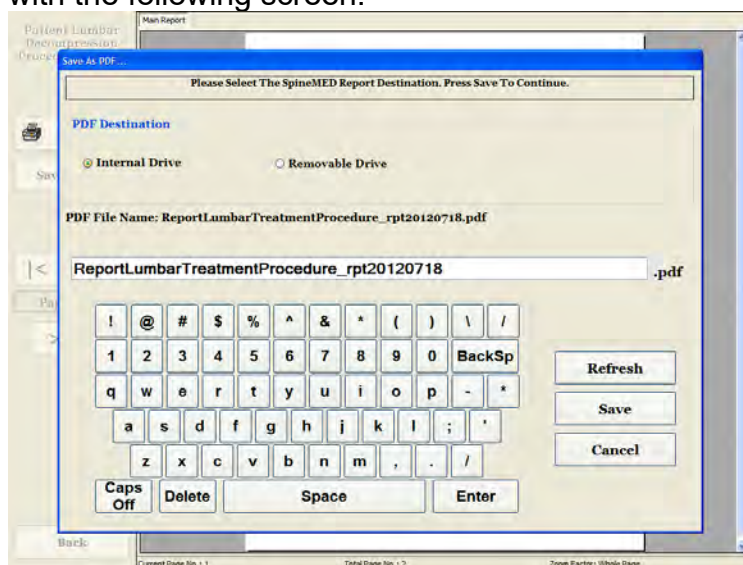 with the following screen.
Main Report
Patient Lumbar
Decompression
Save As PDF...
Please Select The SpineMED Report Destination. Press Save To Continue.
PDF Destination
Internal Drive
Removable Drive
PDF File Name: ReportLumbarTreatmentProcedure_rpt20120718.pdf
ReportLumbarTreatmentProcedure_rpt20120718
.pdf
|<
! @ # $ % ^ & * ( ) \ /
1 2 3 4 5 6 7 8 9 0 BackSp
q w e r t y u i o p - *
a s d f g h j k l ; '
z x c v b n m , . /
Caps Off Delete Space Enter
Refresh
Save
Cancel
Back
Current Page No.: 1
Total Page No.: 2
Zoom Factor: Whole Page